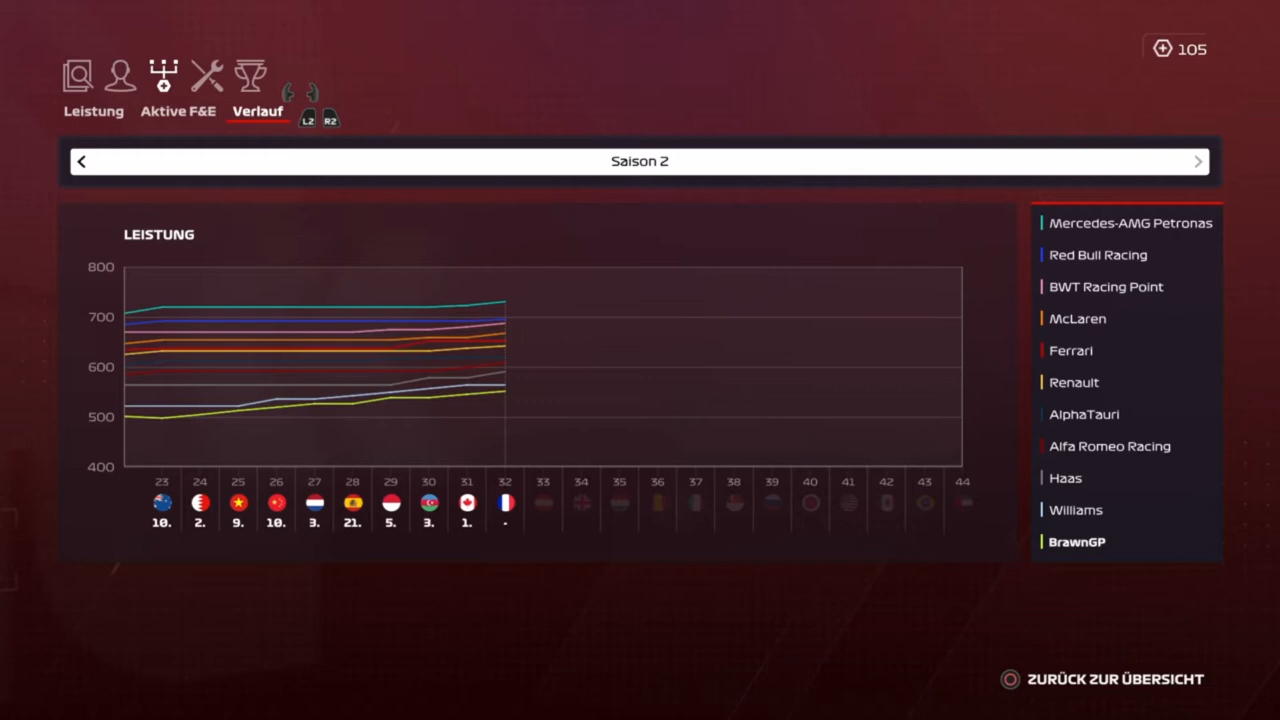 105
Leistung Aktive F&E Verlauf L2 R2
Saison 2
LEISTUNG
800
700
600
500
400
23 24 25 26 27 28 29 30 31 32 33 34 35 36 37 38 39 40 41 42 43 44
10. 2. 9. 10. 3. 21. 5. 3. 1. -
Mercedes-AMG Petronas
Red Bull Racing
BWT Racing Point
McLaren
Ferrari
Renault
AlphaTauri
Alfa Romeo Racing
Haas
Williams
BrawnGP
ZURÜCK ZUR ÜBERSICHT